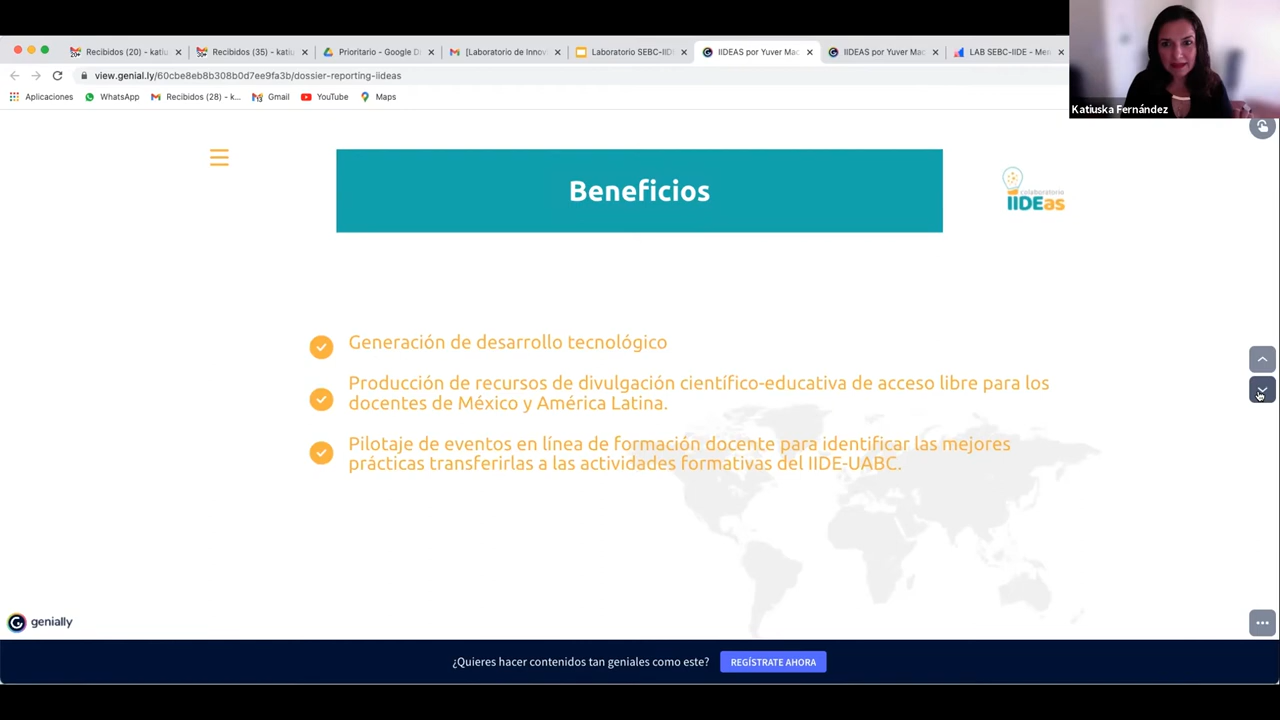 Recibidos (20) - katiu
Recibidos (35) - katiu
Prioritario - Google D
[Laboratorio de Innov
Laboratorio SEBC-IID
IIDEAS por Yuver Mac
IIDEAS por Yuver Mac
LAB SEBC-IIDE - Men
view.genial.ly/60cbe8eb8b308b0d7ee9fa3b/dossier-reporting-iideas
Aplicaciones
WhatsApp
Recibidos (28) - k...
Gmail
YouTube
Maps
Katiuska Fernández
Beneficios
colaboratorio
IIDEas
Generación de desarrollo tecnológico
Producción de recursos de divulgación científico-educativa de acceso libre para los
docentes de México y América Latina.
Pilotaje de eventos en línea de formación docente para identificar las mejores
prácticas transferirlas a las actividades formativas del IIDE-UABC.
genially
¿Quieres hacer contenidos tan geniales como este?
REGÍSTRATE AHORA